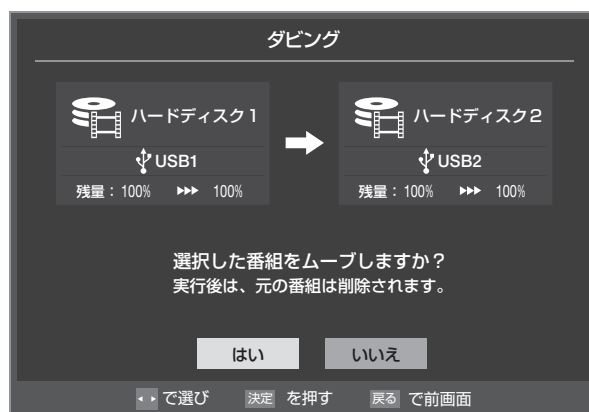 ダビング
ハードディスク1
USB1
残量：100% ▶▶▶ 100%
ハードディスク2
USB2
残量：100% ▶▶▶ 100%
選択した番組をムーブしますか？
実行後は、元の番組は削除されます。
はい いいえ
で選び 決定 を押す 戻る で前画面